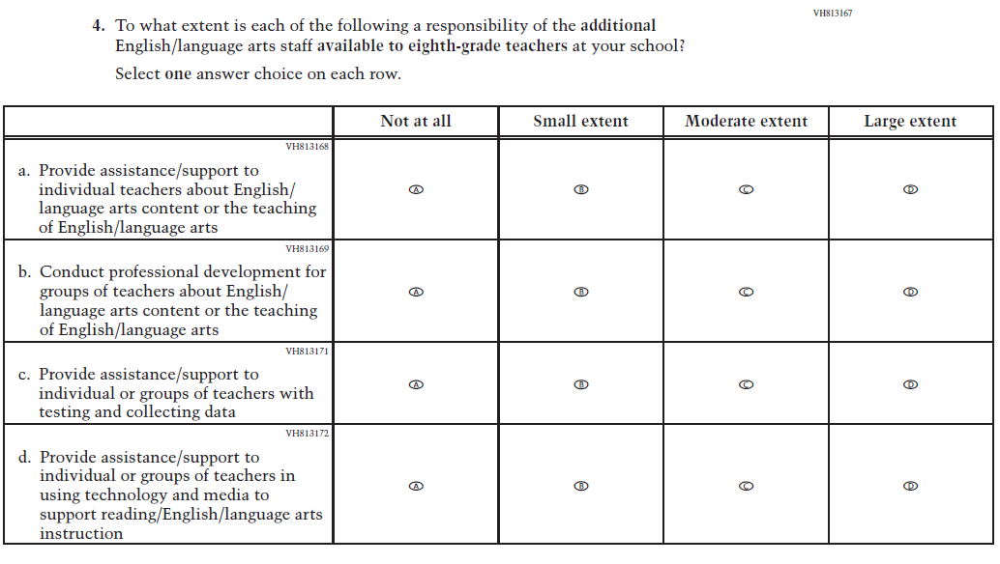 VH813167
4. To what extent is each of the following a responsibility of the additional
English/language arts staff available to eighth-grade teachers at your school?
Select one answer choice on each row.
Not at all Small extent Moderate extent Large extent
VH813168
a. Provide assistance/support to
individual teachers about English/
language arts content or the teaching
of English/language arts
A B C D
VH813169
b. Conduct professional development for
groups of teachers about English/
language arts content or the teaching
of English/language arts
A B C D
VH813171
c. Provide assistance/support to
individual or groups of teachers with
testing and collecting data
A B C D
VH813172
d. Provide assistance/support to
individual or groups of teachers in
using technology and media to
support reading/English/language arts
instruction
A B C D